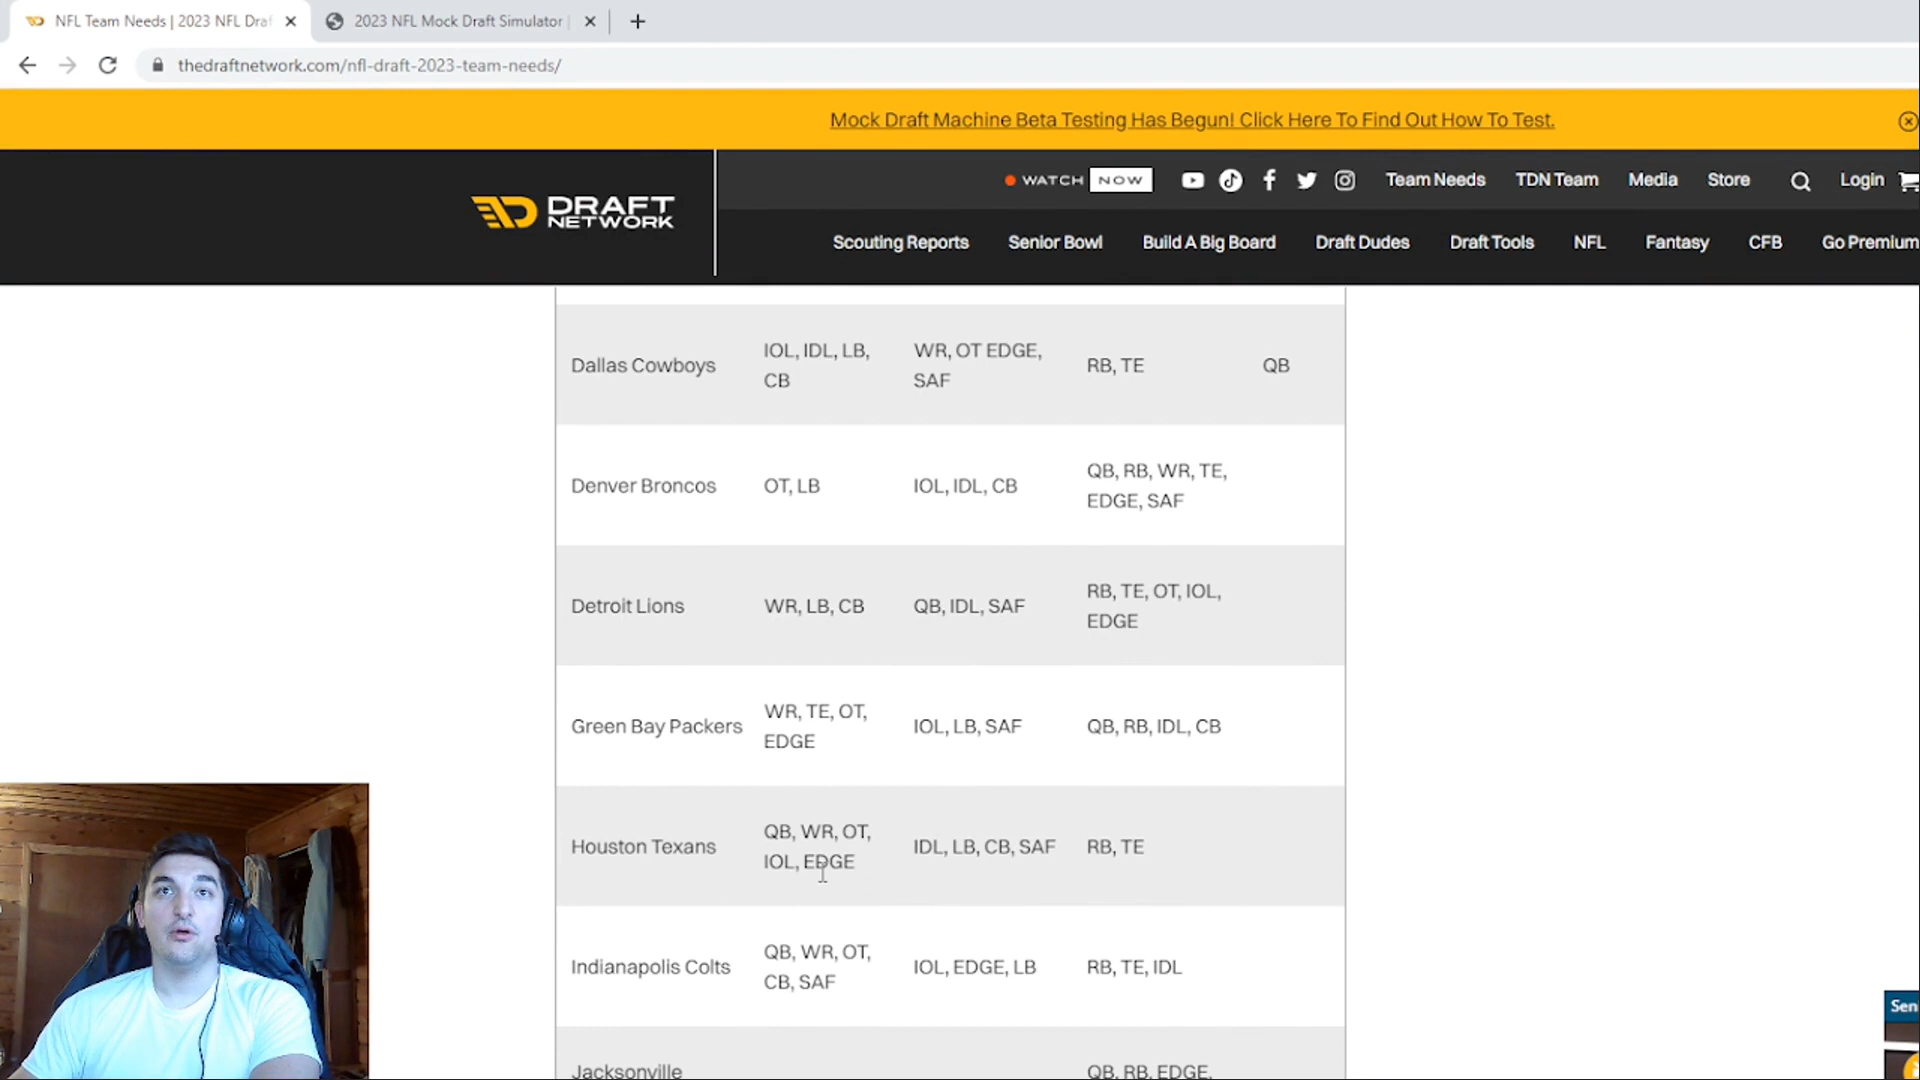 NFL Team Needs | 2023 NFL Draf
2023 NFL Mock Draft Simulator |
thedraftnetwork.com/nfl-draft-2023-team-needs/
Mock Draft Machine Beta Testing Has Begun! Click Here To Find Out How To Test.
WATCH NOW Team Needs TDN Team Media Store Login
DRAFT
NETWORK
Scouting Reports Senior Bowl Build A Big Board Draft Dudes Draft Tools NFL Fantasy CFB Go Premium
Dallas Cowboys IOL, IDL, LB, CB WR, OT EDGE, SAF RB, TE QB
Denver Broncos OT, LB IOL, IDL, CB QB, RB, WR, TE, EDGE, SAF
Detroit Lions WR, LB, CB QB, IDL, SAF RB, TE, OT, IOL, EDGE
Green Bay Packers WR, TE, OT, EDGE IOL, LB, SAF QB, RB, IDL, CB
Houston Texans QB, WR, OT, IOL, EDGE IDL, LB, CB, SAF RB, TE
Indianapolis Colts QB, WR, OT, CB, SAF IOL, EDGE, LB RB, TE, IDL
Jacksonville QB, RB, EDGE,
Sen